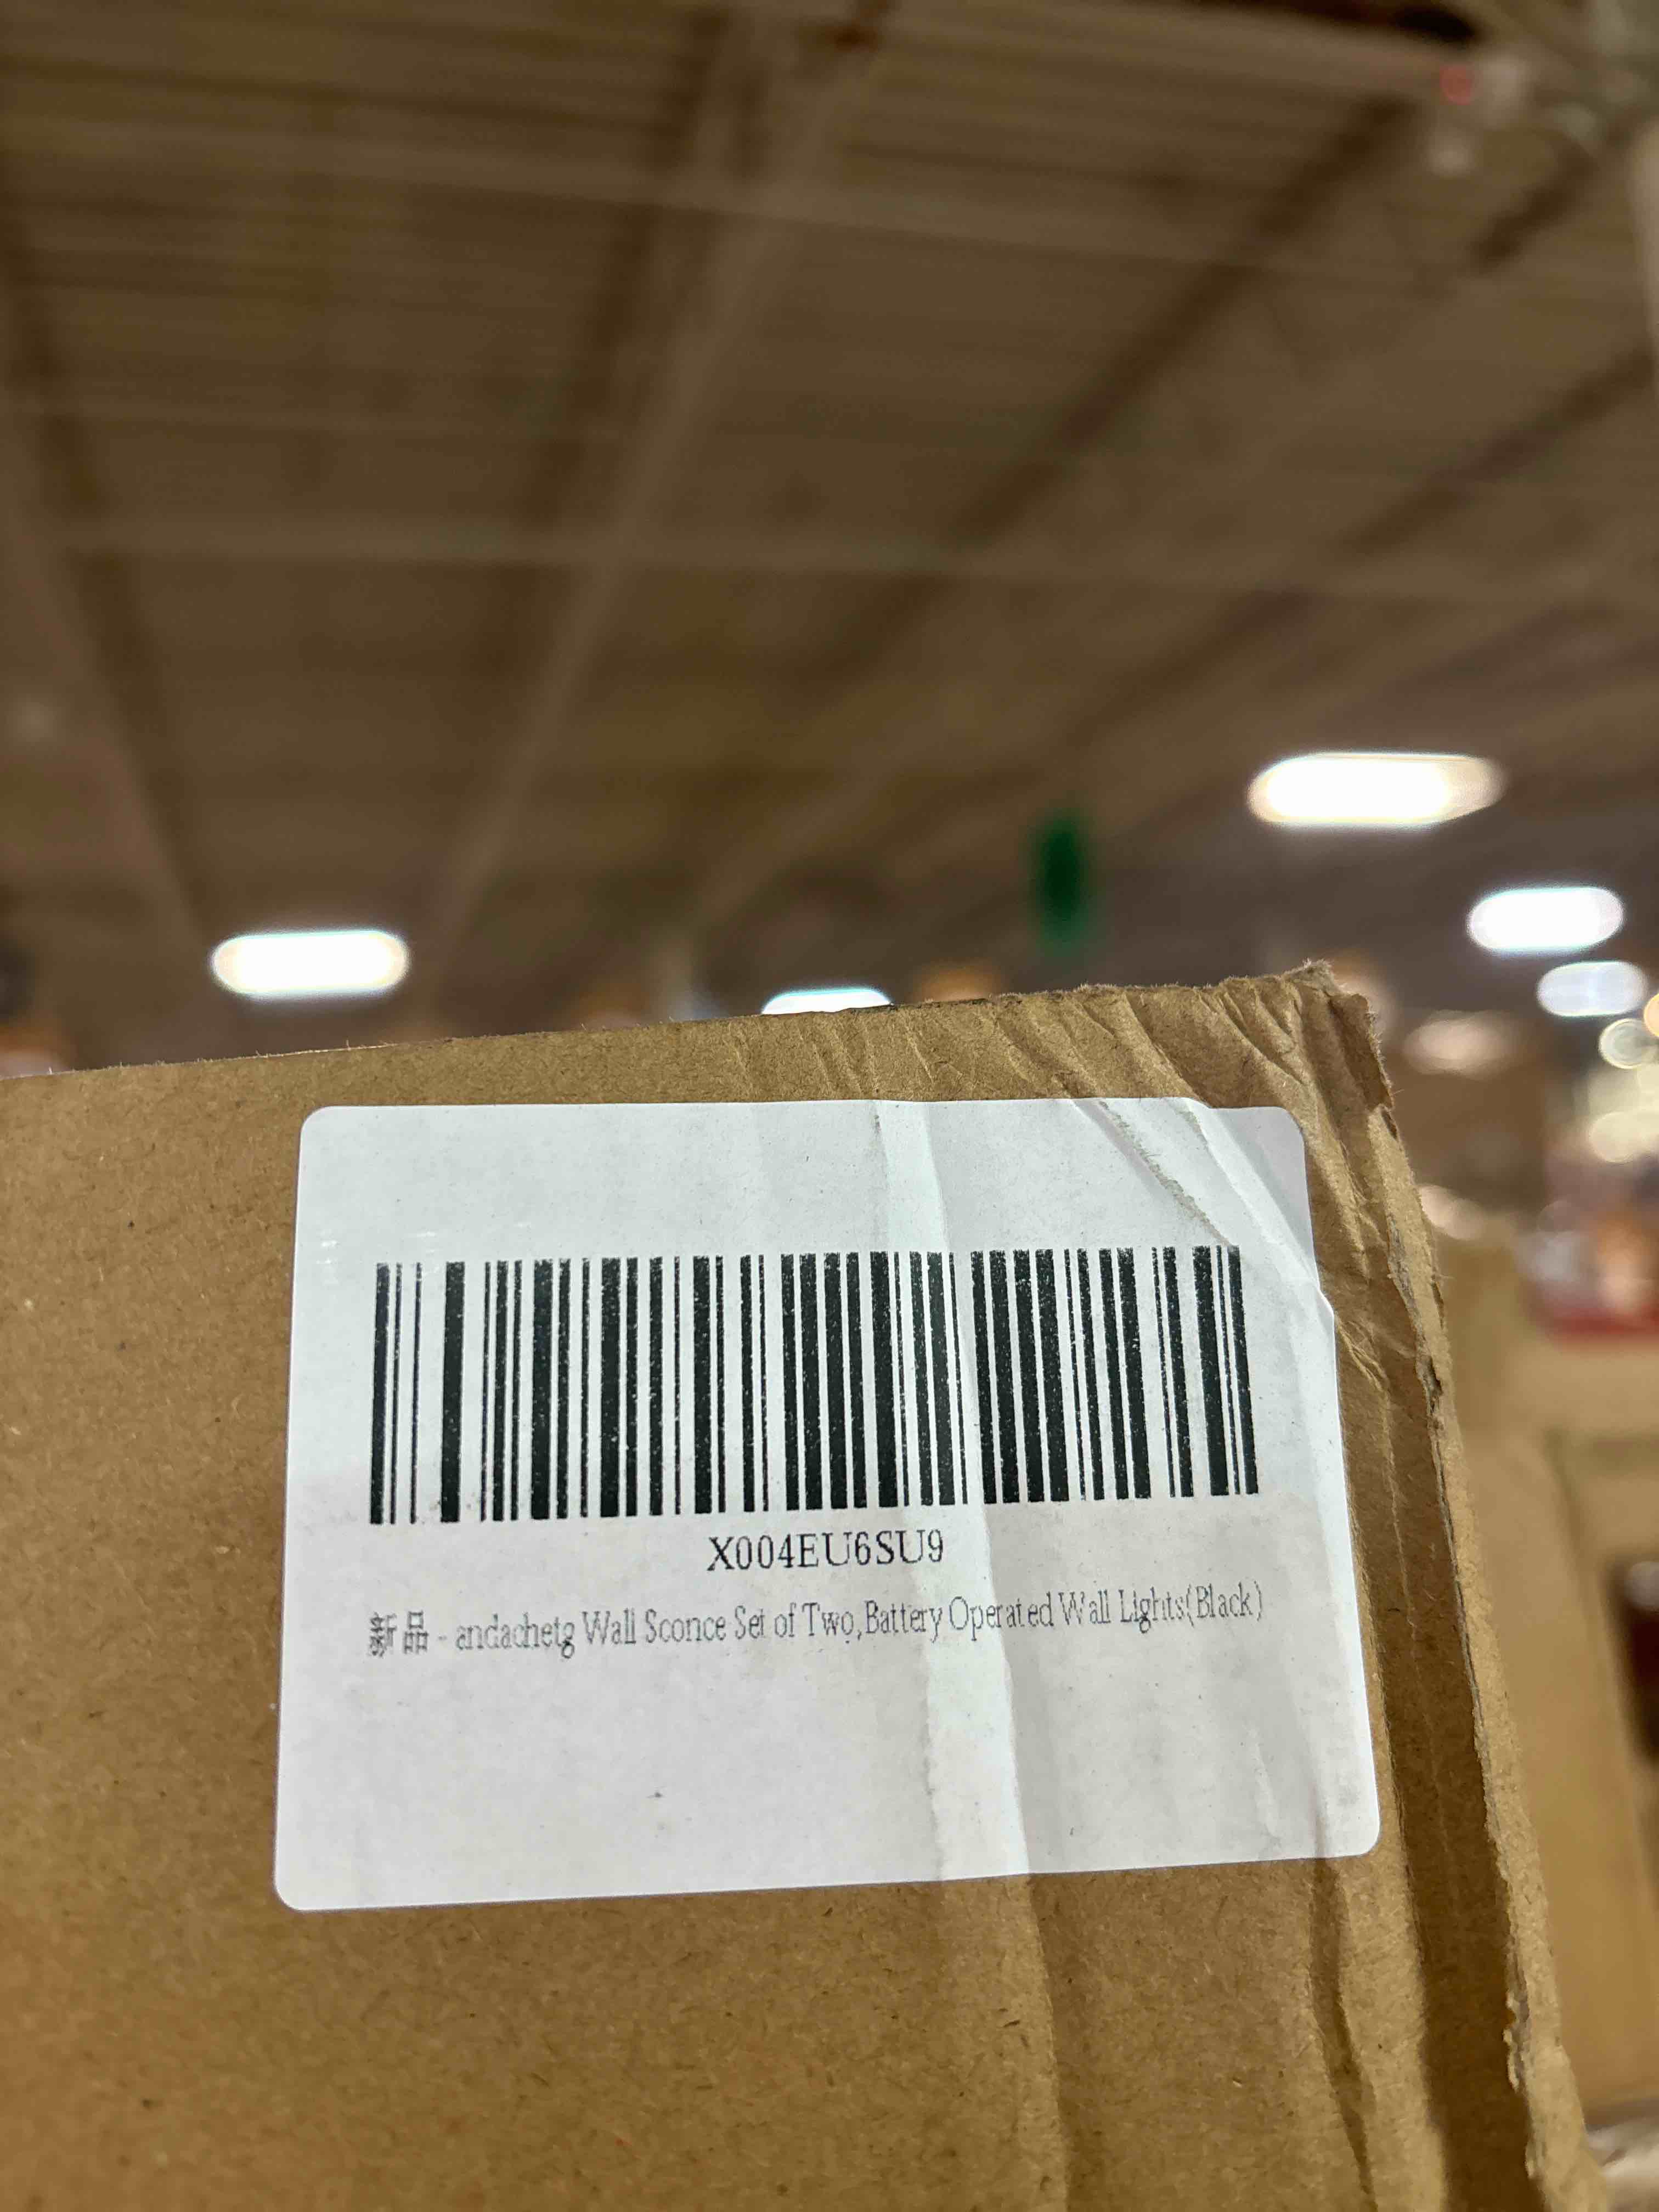 X004EU6SU9
新品 - andachetg Wall Sconce Set of Two,Battery Operated Wall Lights(Black)